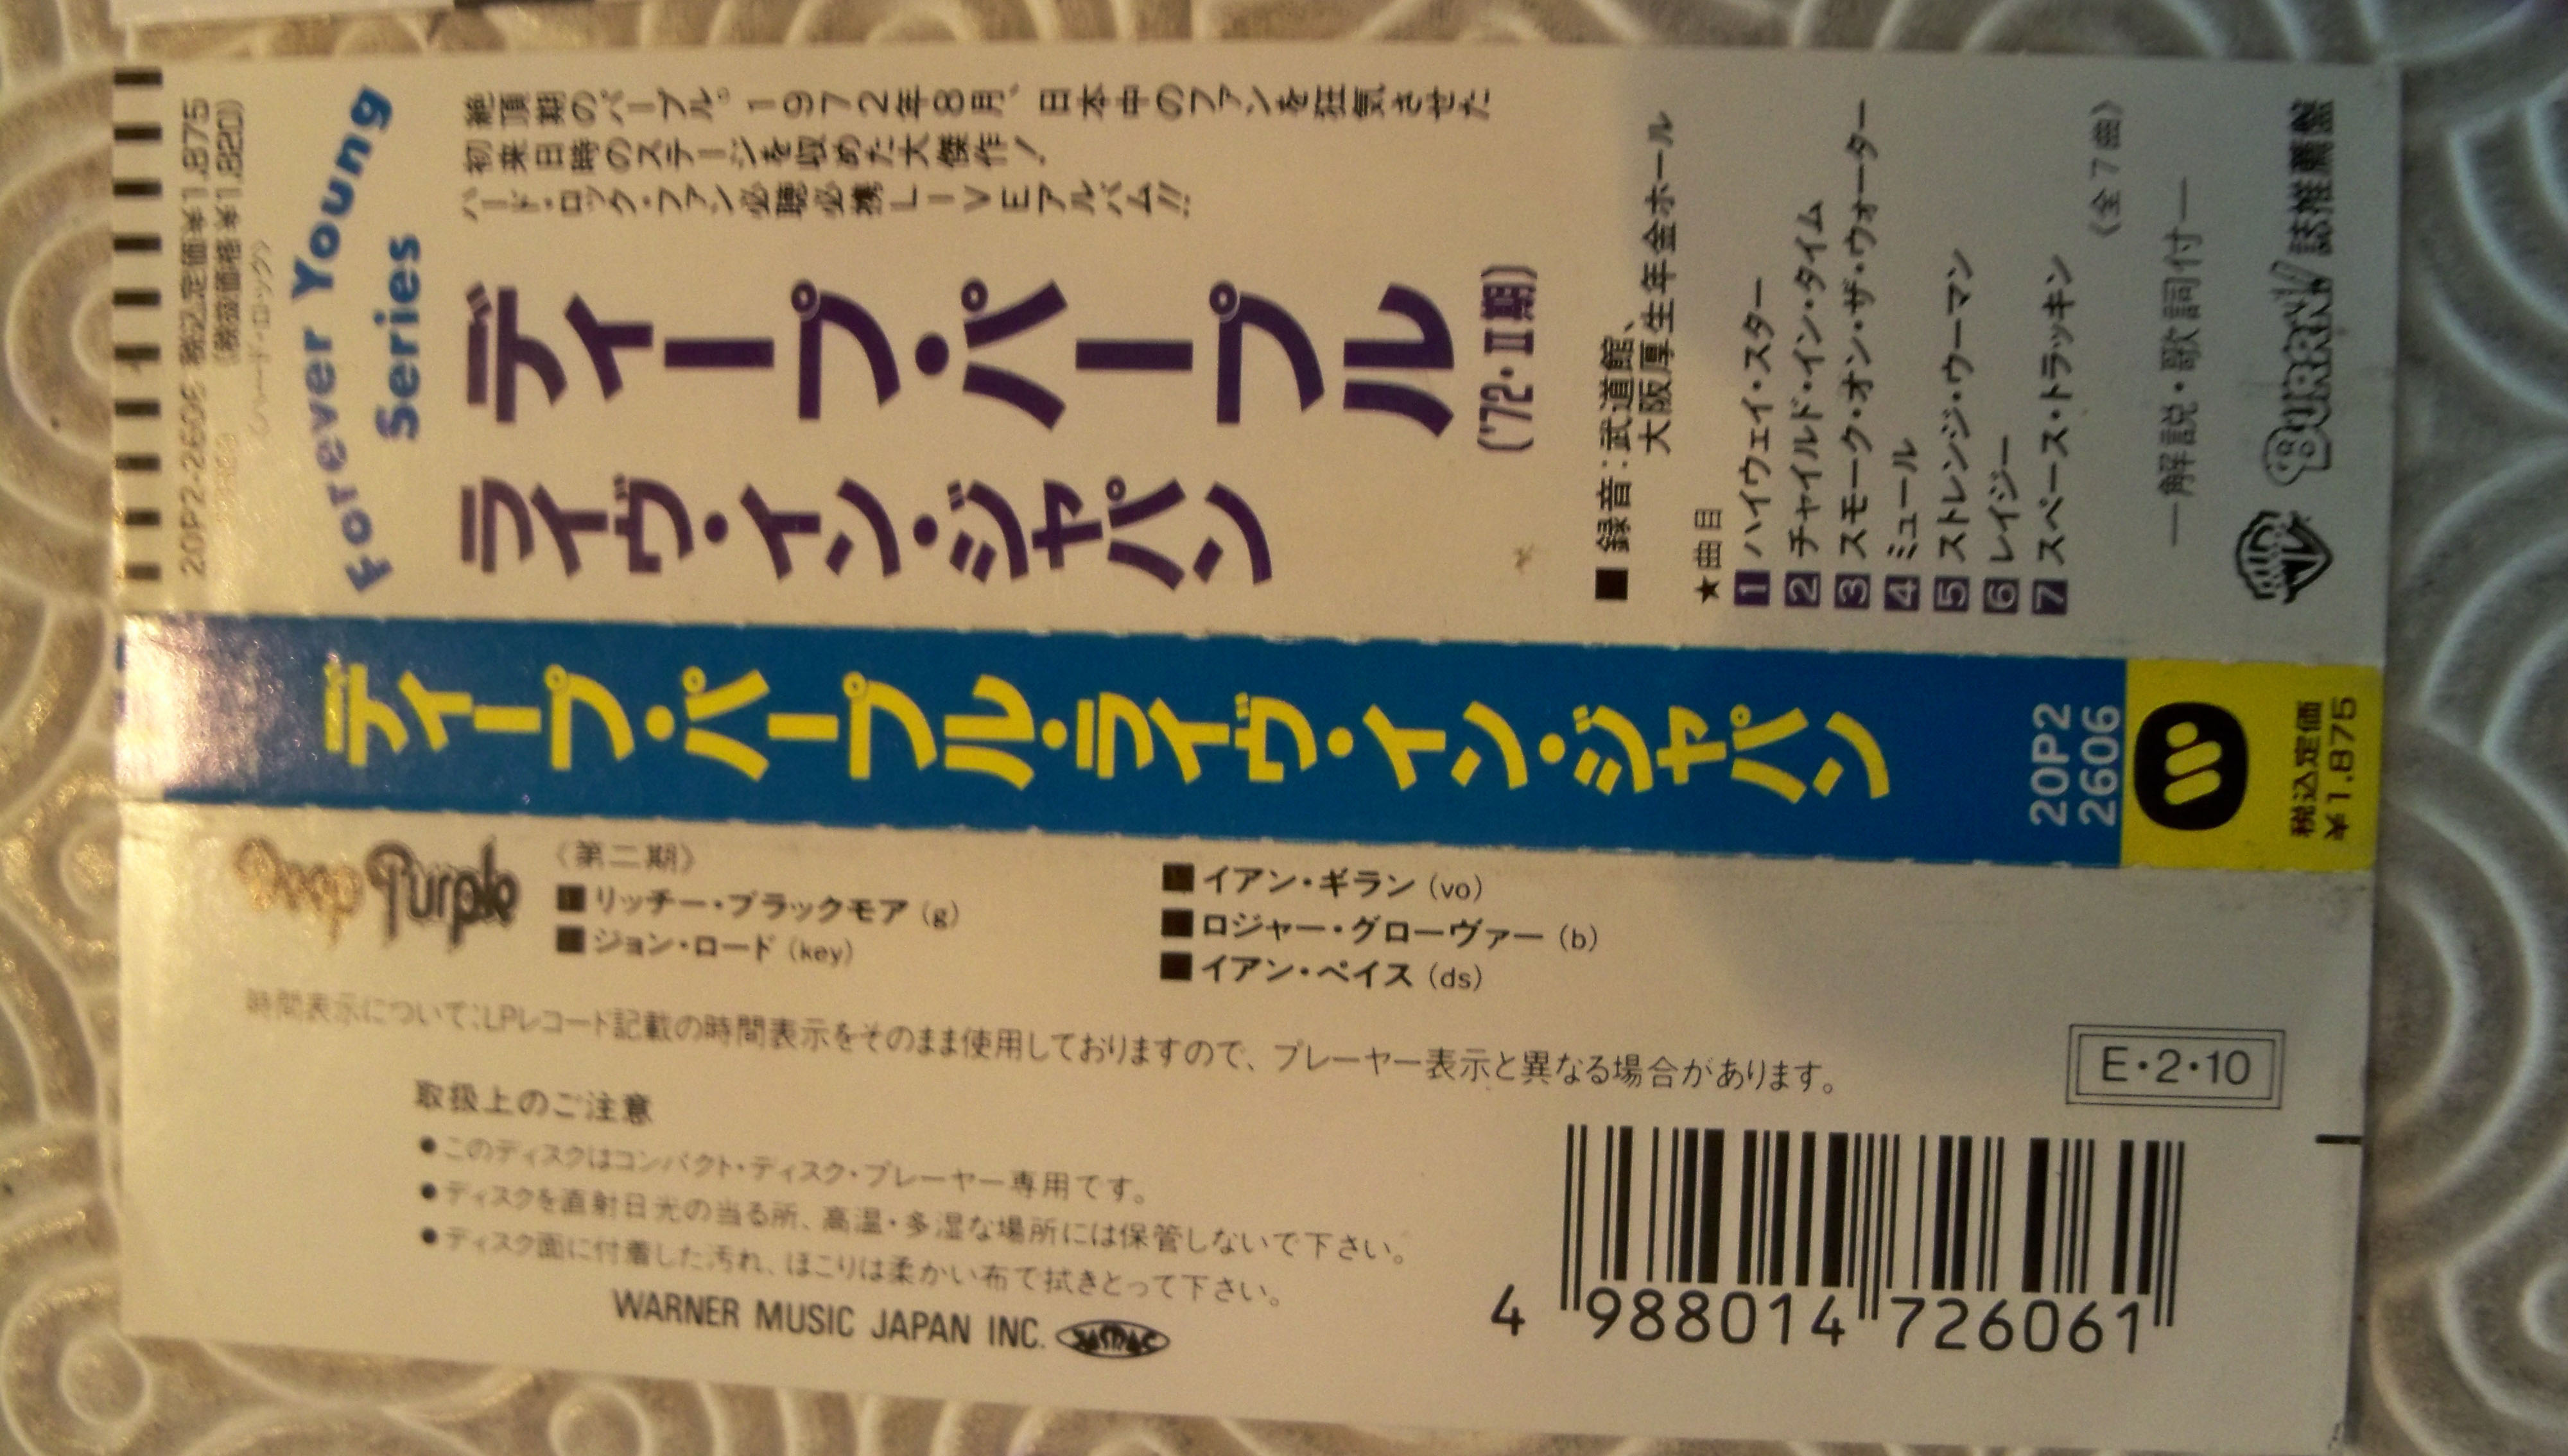 20P2-2606 税込定価¥1,875
(税抜価格¥1,820)
〈ハード・ロック〉
Forever Young
Series
絶頂期のパープル。1972年8月、日本中のファンを狂気させた
初来日時のステージを収めた大傑作！
ハード・ロック・ファン必聴必携LIVEアルバム!!
ディープ・パープル
('72・II期)
ライヴ・イン・ジャパン
■録音:武道館、
大阪厚生年金ホール
★曲目
1 ハイウェイ・スター
2 チャイルド・イン・タイム
3 スモーク・オン・ザ・ウォーター
4 ミュール
5 ストレンジ・ウーマン
6 レイジー
7 スペース・トラッキン
《全7曲》
—解説・歌詞付—
BURRN!誌推薦盤
ディープ・パープル・ライヴ・イン・ジャパン
20P2
2606
税込定価
¥1,875
Deep Purple
《第二期》
■リッチー・ブラックモア(g)
■ジョン・ロード(key)
■イアン・ギラン(vo)
■ロジャー・グローヴァー(b)
■イアン・ペイス(ds)
時間表示について:LPレコード記載の時間表示をそのまま使用しておりますので、プレーヤー表示と異なる場合があります。
E・2・10
取扱上のご注意
●このディスクはコンパクト・ディスク・プレーヤー専用です。
●ディスクを直射日光の当る所、高温・多湿な場所には保管しないで下さい。
●ディスク面に付着した汚れ、ほこりは柔かい布で拭きとって下さい。
WARNER MUSIC JAPAN INC. JASRAC
4 988014 726061